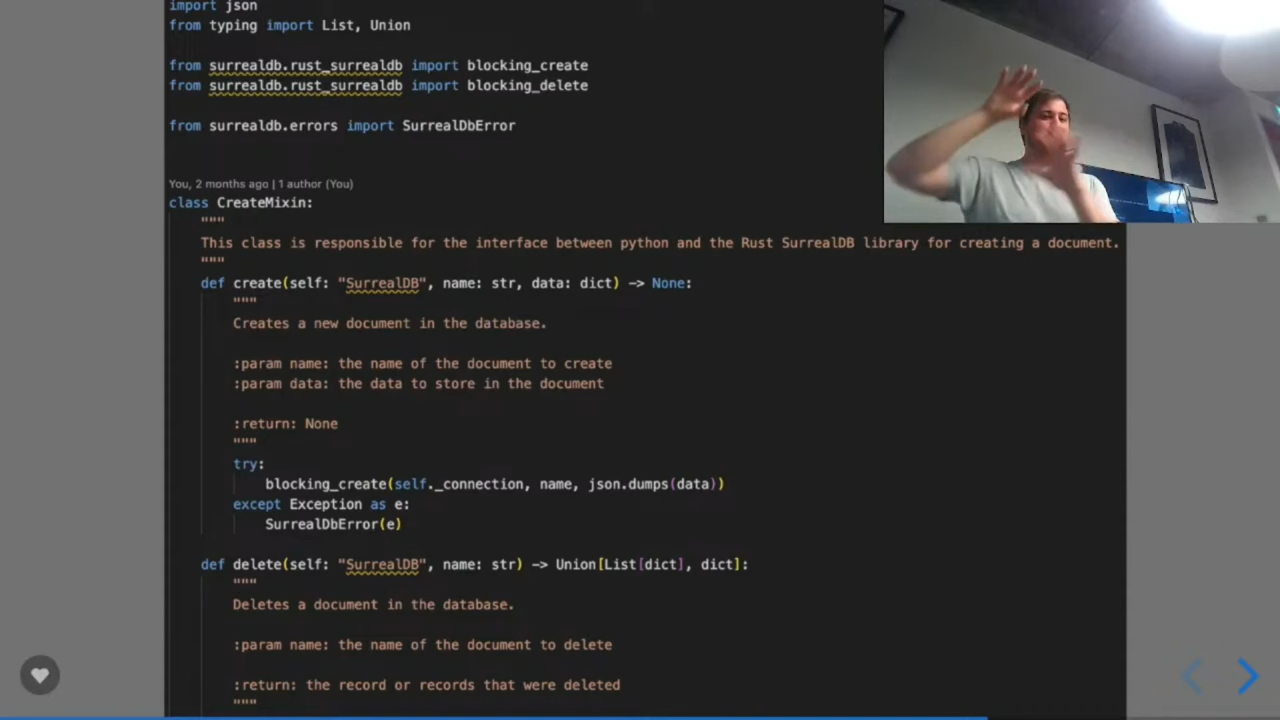 import json
from typing import List, Union
from surrealdb.rust_surrealdb import blocking_create
from surrealdb.rust_surrealdb import blocking_delete
from surrealdb.errors import SurrealDbError
You, 2 months ago | 1 author (You)
class CreateMixin:
"""
This class is responsible for the interface between python and the Rust SurrealDB library for creating a document.
"""
def create(self: "SurrealDB", name: str, data: dict) -> None:
"""
Creates a new document in the database.
:param name: the name of the document to create
:param data: the data to store in the document
:return: None
"""
try:
blocking_create(self._connection, name, json.dumps(data))
except Exception as e:
SurrealDbError(e)
def delete(self: "SurrealDB", name: str) -> Union[List[dict], dict]:
"""
Deletes a document in the database.
:param name: the name of the document to delete
:return: the record or records that were deleted
"""